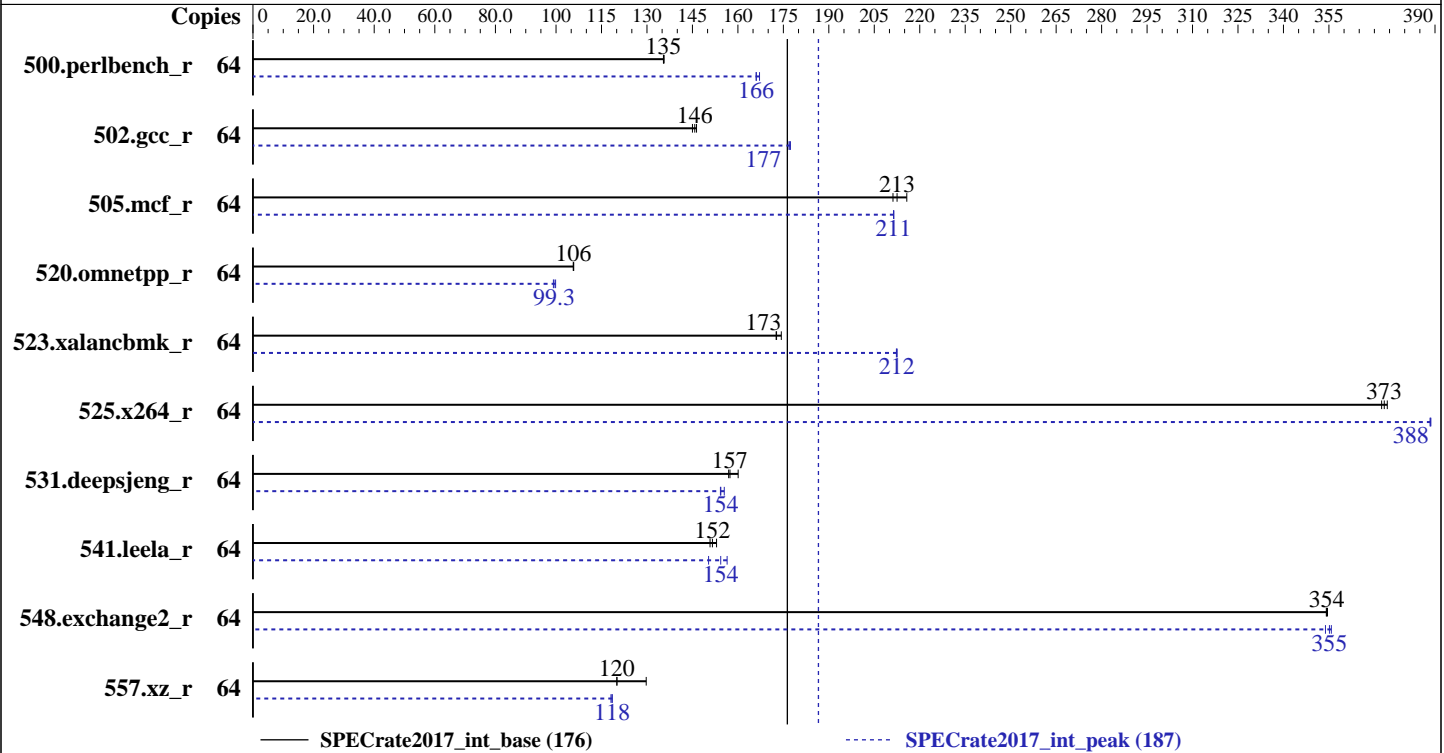 Copies 0 20.0 40.0 60.0 80.0 100 115 130 145 160 175 190 205 220 235 250 265 280 295 310 325 340 355 390
135
500.perlbench_r 64
166
146
502.gcc_r 64
177
213
505.mcf_r 64
211
106
520.omnetpp_r 64
99.3
173
523.xalancbmk_r 64
212
373
525.x264_r 64
388
157
531.deepsjeng_r 64
154
152
541.leela_r 64
154
354
548.exchange2_r 64
355
120
557.xz_r 64
118
SPECrate2017_int_base (176) SPECrate2017_int_peak (187)